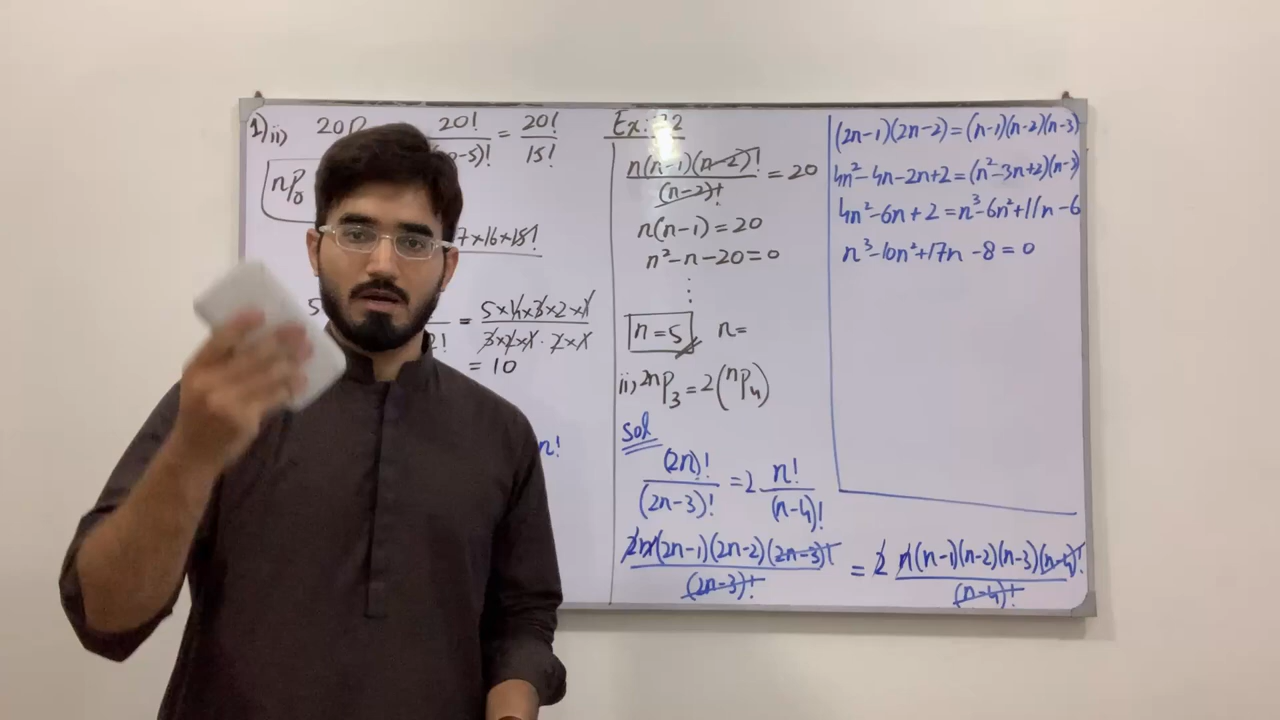 1) ii) 20P 20! = 20!
-5)! 15!
nP₀
7×16×15!
5 = 5×4×3×2×1
2! 3×2×1 · 2×1
= 10
n!
Ex: 2
n(n-1)(n-2)! = 20
(n-2)!
n(n-1) = 20
n²-n-20=0
⋮
n=5 n=
ii, 2nP₃ = 2(ⁿP₄)
Sol
(2n)! = 2 n!
(2n-3)! (n-4)!
2n(2n-1)(2n-2)(2n-3)! = 2 n(n-1)(n-2)(n-3)(n-4)!
(2n-3)! (n-4)!
(2n-1)(2n-2)=(n-1)(n-2)(n-3)
4n²-4n-2n+2=(n²-3n+2)(n-3)
4n²-6n+2=n³-6n²+11n-6
n³-10n²+17n-8=0